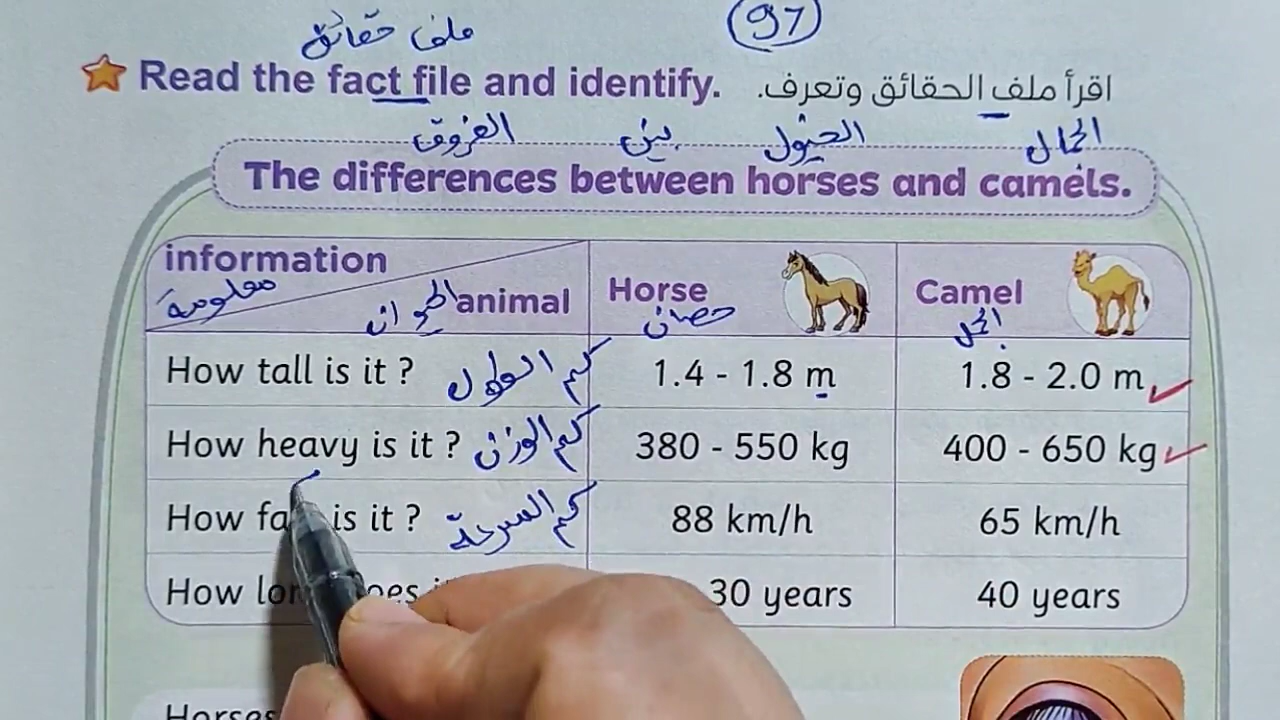 97
ملف حقائق
Read the fact file and identify. اقرأ ملف الحقائق وتعرف.
الفروق بين الخيول الجمال
The differences between horses and camels.
information معلومة
الحيوان animal
Horse حصان
Camel الجمل
How tall is it ? كم الطول 1.4 - 1.8 m 1.8 - 2.0 m
How heavy is it ? كم الوزن 380 - 550 kg 400 - 650 kg
How is it ? كم السرعة 88 km/h 65 km/h
How 30 years 40 years
Horses